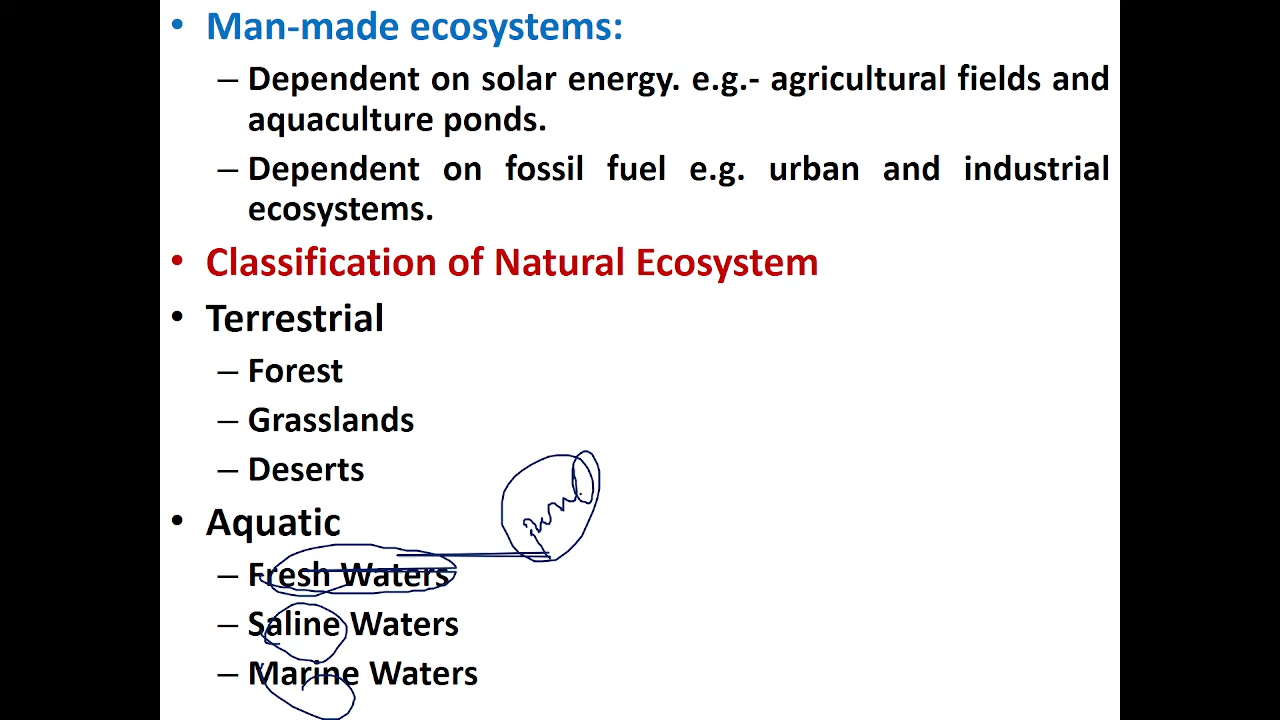 • Man-made ecosystems:
– Dependent on solar energy. e.g.- agricultural fields and
aquaculture ponds.
– Dependent on fossil fuel e.g. urban and industrial
ecosystems.
• Classification of Natural Ecosystem
• Terrestrial
– Forest
– Grasslands
– Deserts
• Aquatic
– Fresh Waters
– Saline Waters
– Marine Waters